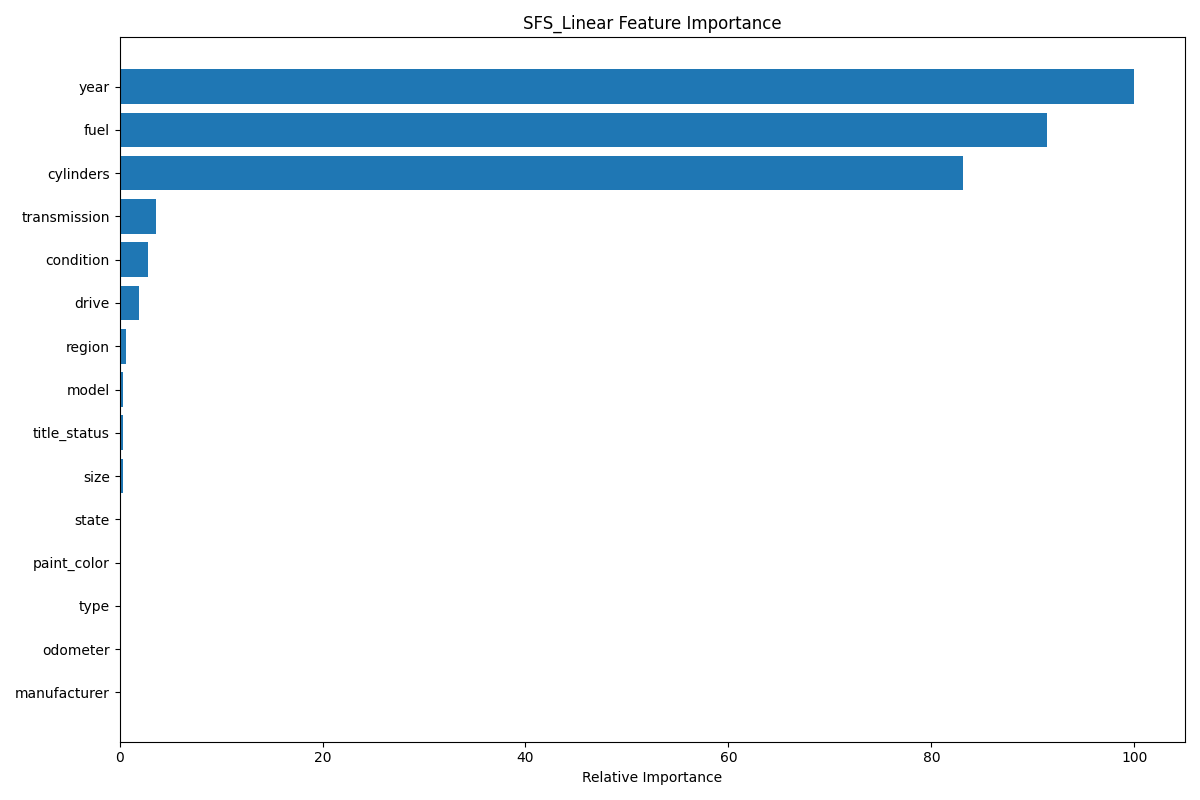 SFS_Linear Feature Importance
year
fuel
cylinders
transmission
condition
drive
region
model
title_status
size
state
paint_color
type
odometer
manufacturer
0 20 40 60 80 100
Relative Importance